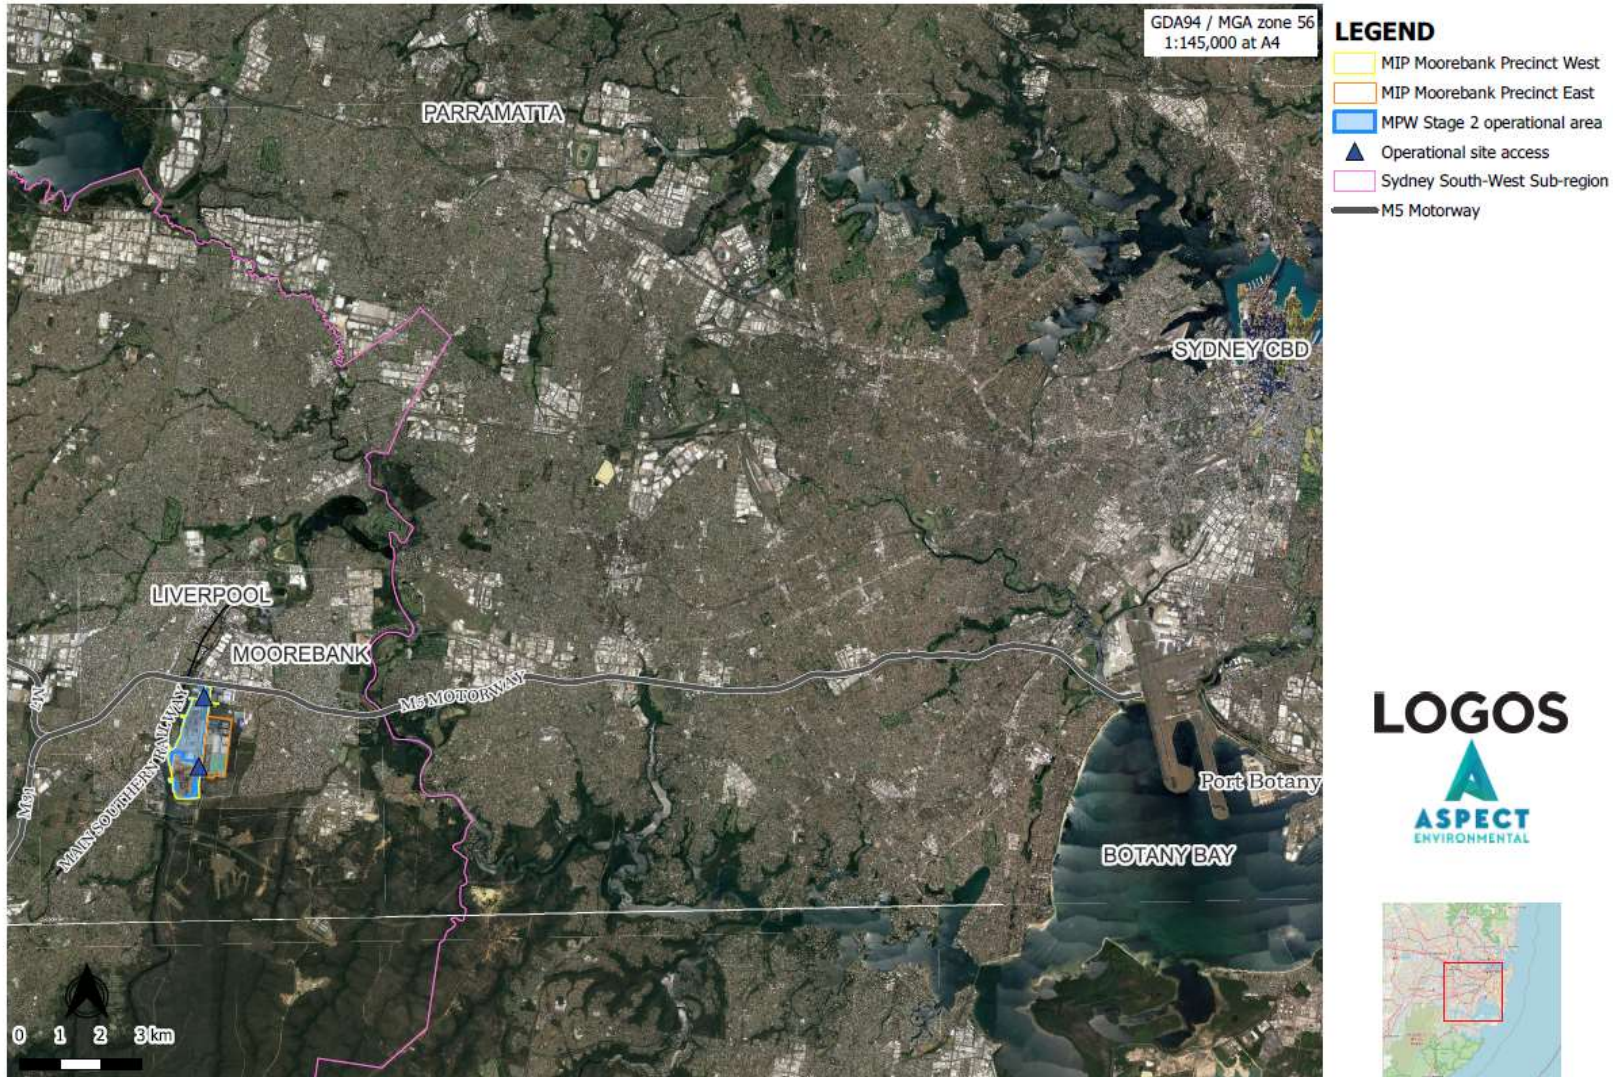 GDA94 / MGA zone 56
1:145,000 at A4
LEGEND
MIP Moorebank Precinct West
MIP Moorebank Precinct East
MPW Stage 2 operational area
Operational site access
Sydney South-West Sub-region
M5 Motorway
PARRAMATTA
SYDNEY CBD
LIVERPOOL
MOOREBANK
M5 MOTORWAY
M7
MAIN SOUTHERN RAILWAY
M31
Port Botany
BOTANY BAY
LOGOS
ASPECT
ENVIRONMENTAL
0 1 2 3 km